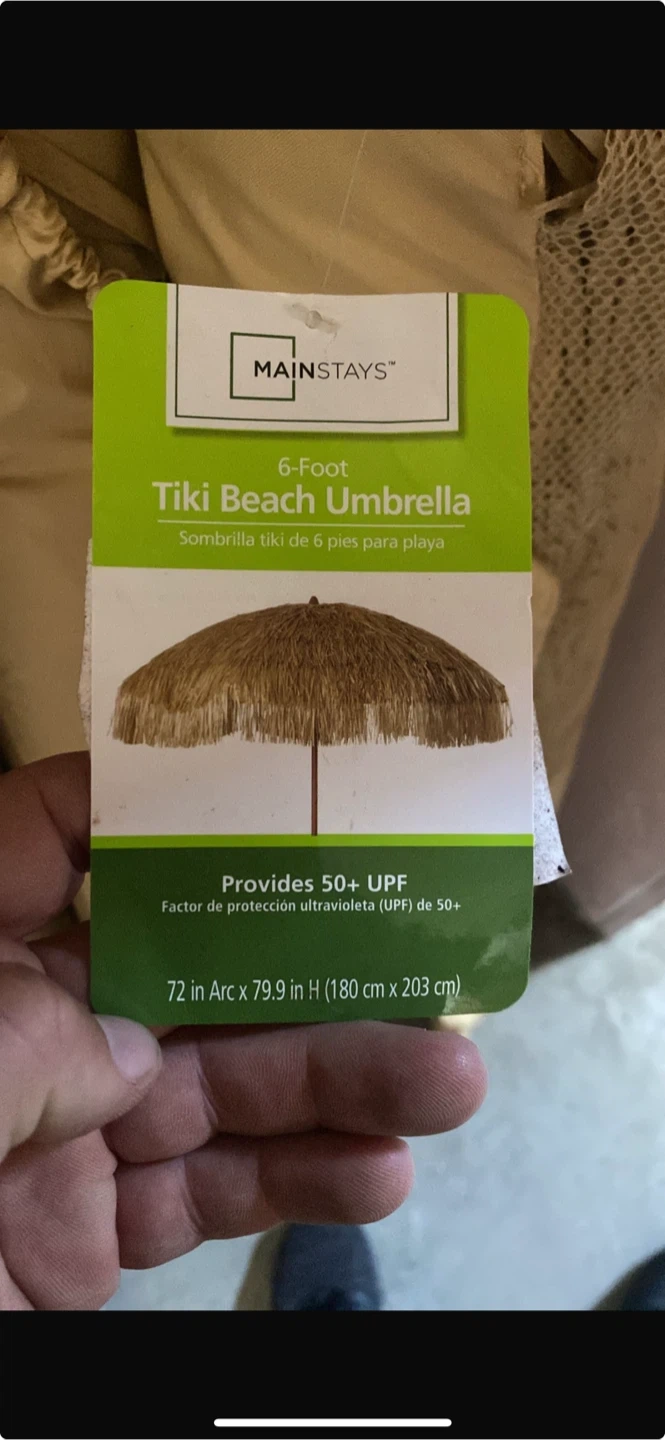 MAINSTAYS™
6-Foot
Tiki Beach Umbrella
Sombrilla tiki de 6 pies para playa
Provides 50+ UPF
Factor de protección ultravioleta (UPF) de 50+
72 in Arc x 79.9 in H (180 cm x 203 cm)